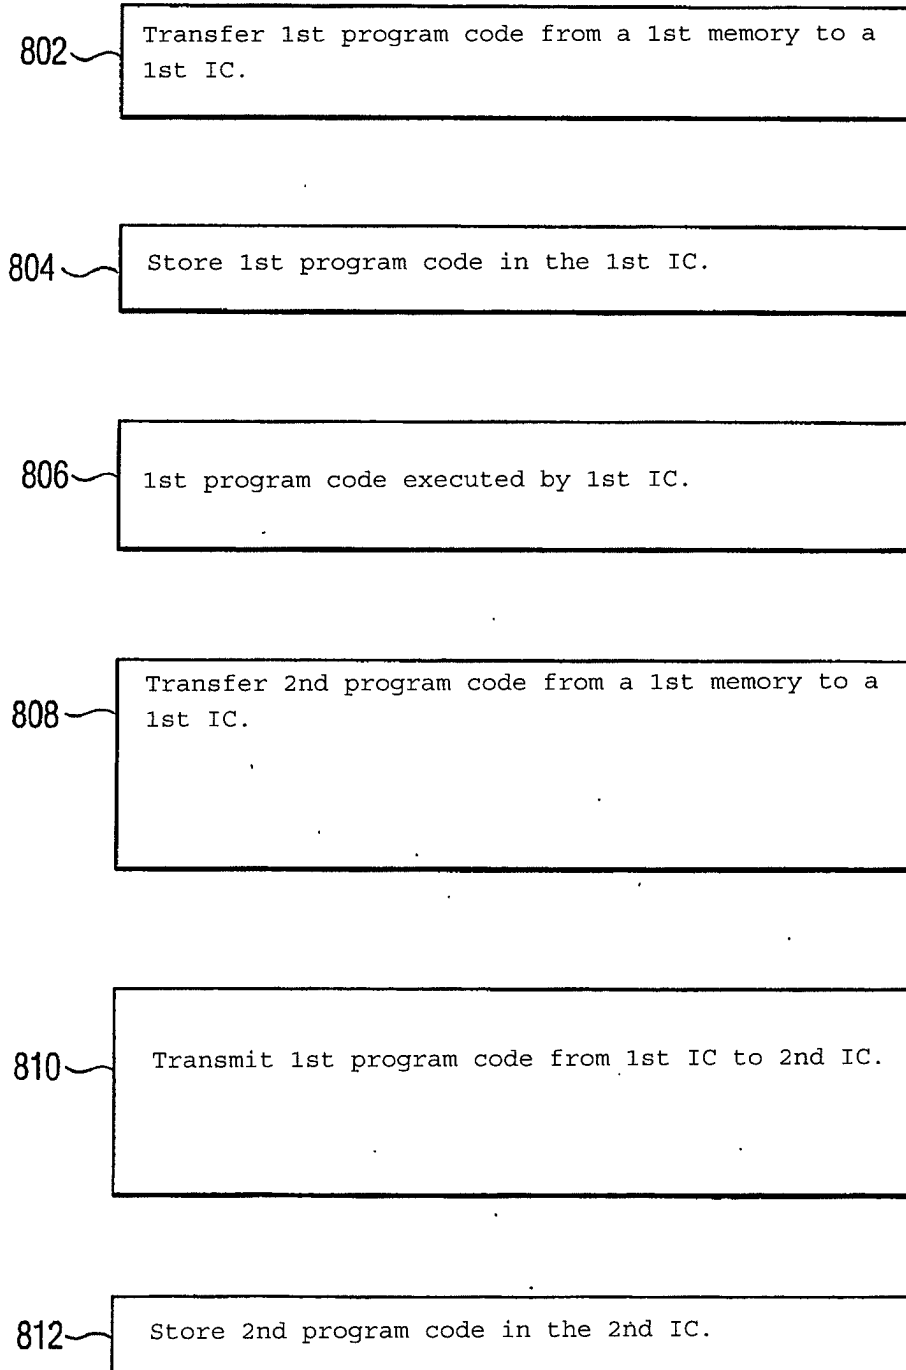 802
Transfer 1st program code from a 1st memory to a
1st IC.
804
Store 1st program code in the 1st IC.
806
1st program code executed by 1st IC.
808
Transfer 2nd program code from a 1st memory to a
1st IC.
810
Transmit 1st program code from 1st IC to 2nd IC.
812
Store 2nd program code in the 2nd IC.